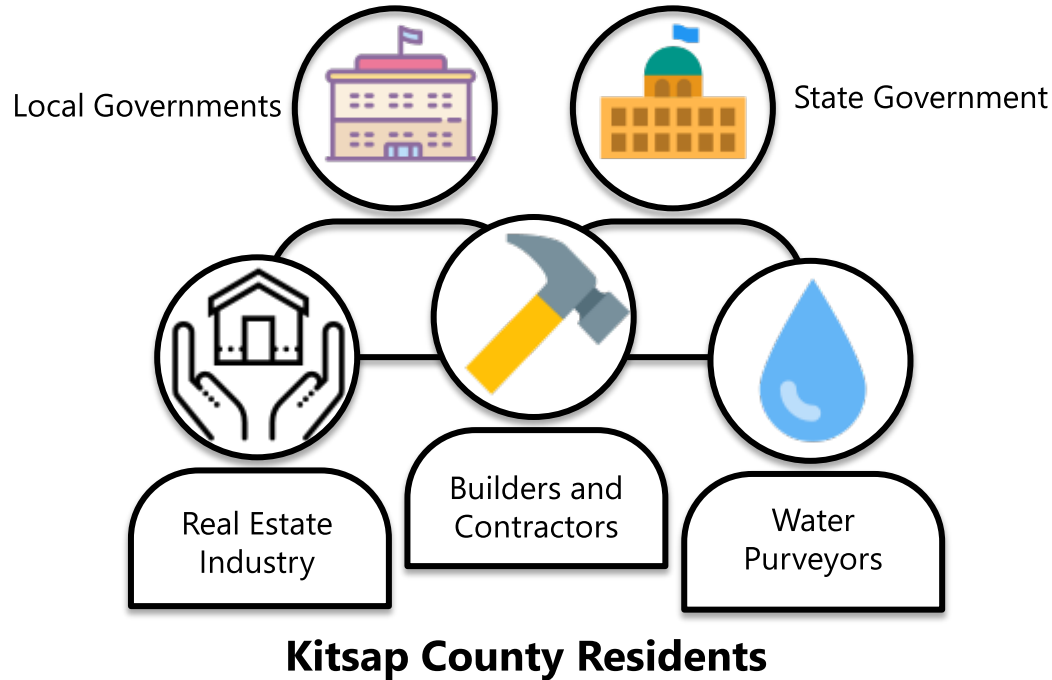 Local Governments
State Government
Real Estate
Industry
Builders and
Contractors
Water
Purveyors
Kitsap County Residents